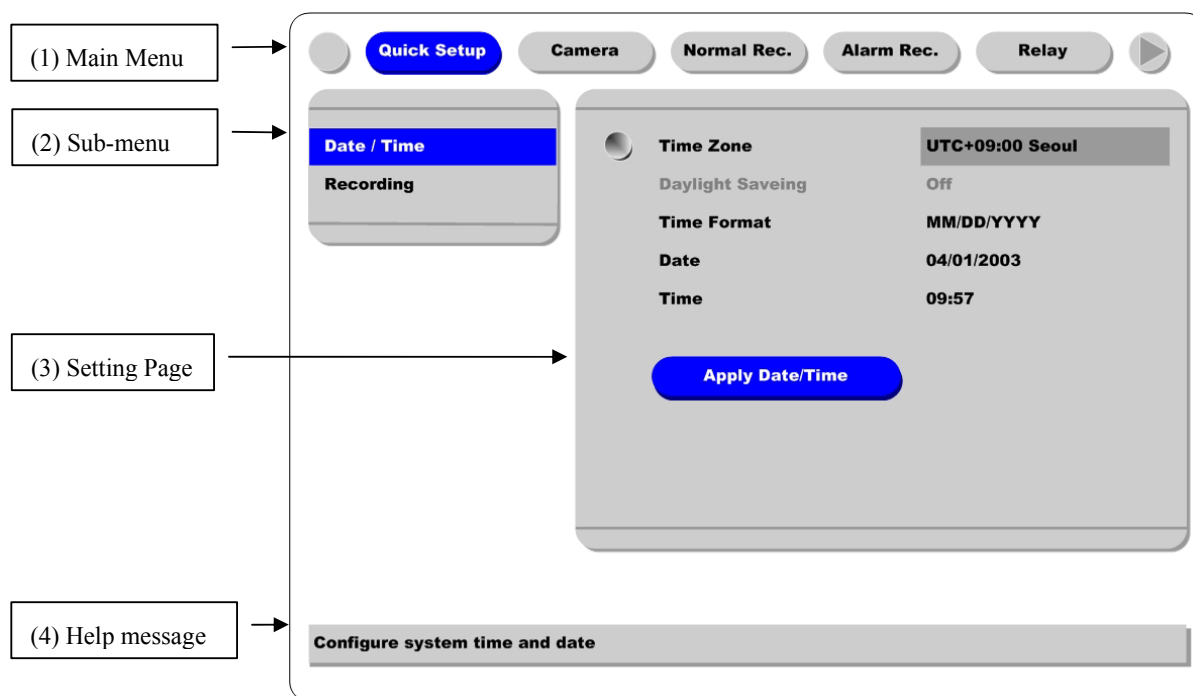 (1) Main Menu
Quick Setup
Camera
Normal Rec.
Alarm Rec.
Relay
(2) Sub-menu
Date / Time
Recording
Time Zone UTC+09:00 Seoul
Daylight Saveing Off
Time Format MM/DD/YYYY
Date 04/01/2003
Time 09:57
(3) Setting Page
Apply Date/Time
(4) Help message
Configure system time and date